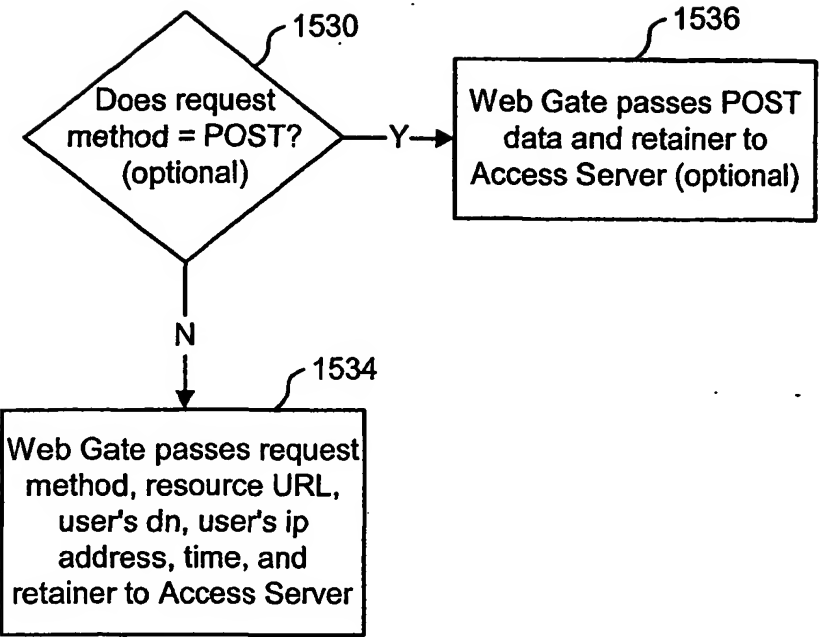 1530
Does request
method = POST?
(optional)
Y
1536
Web Gate passes POST
data and retainer to
Access Server (optional)
N
1534
Web Gate passes request
method, resource URL,
user's dn, user's ip
address, time, and
retainer to Access Server